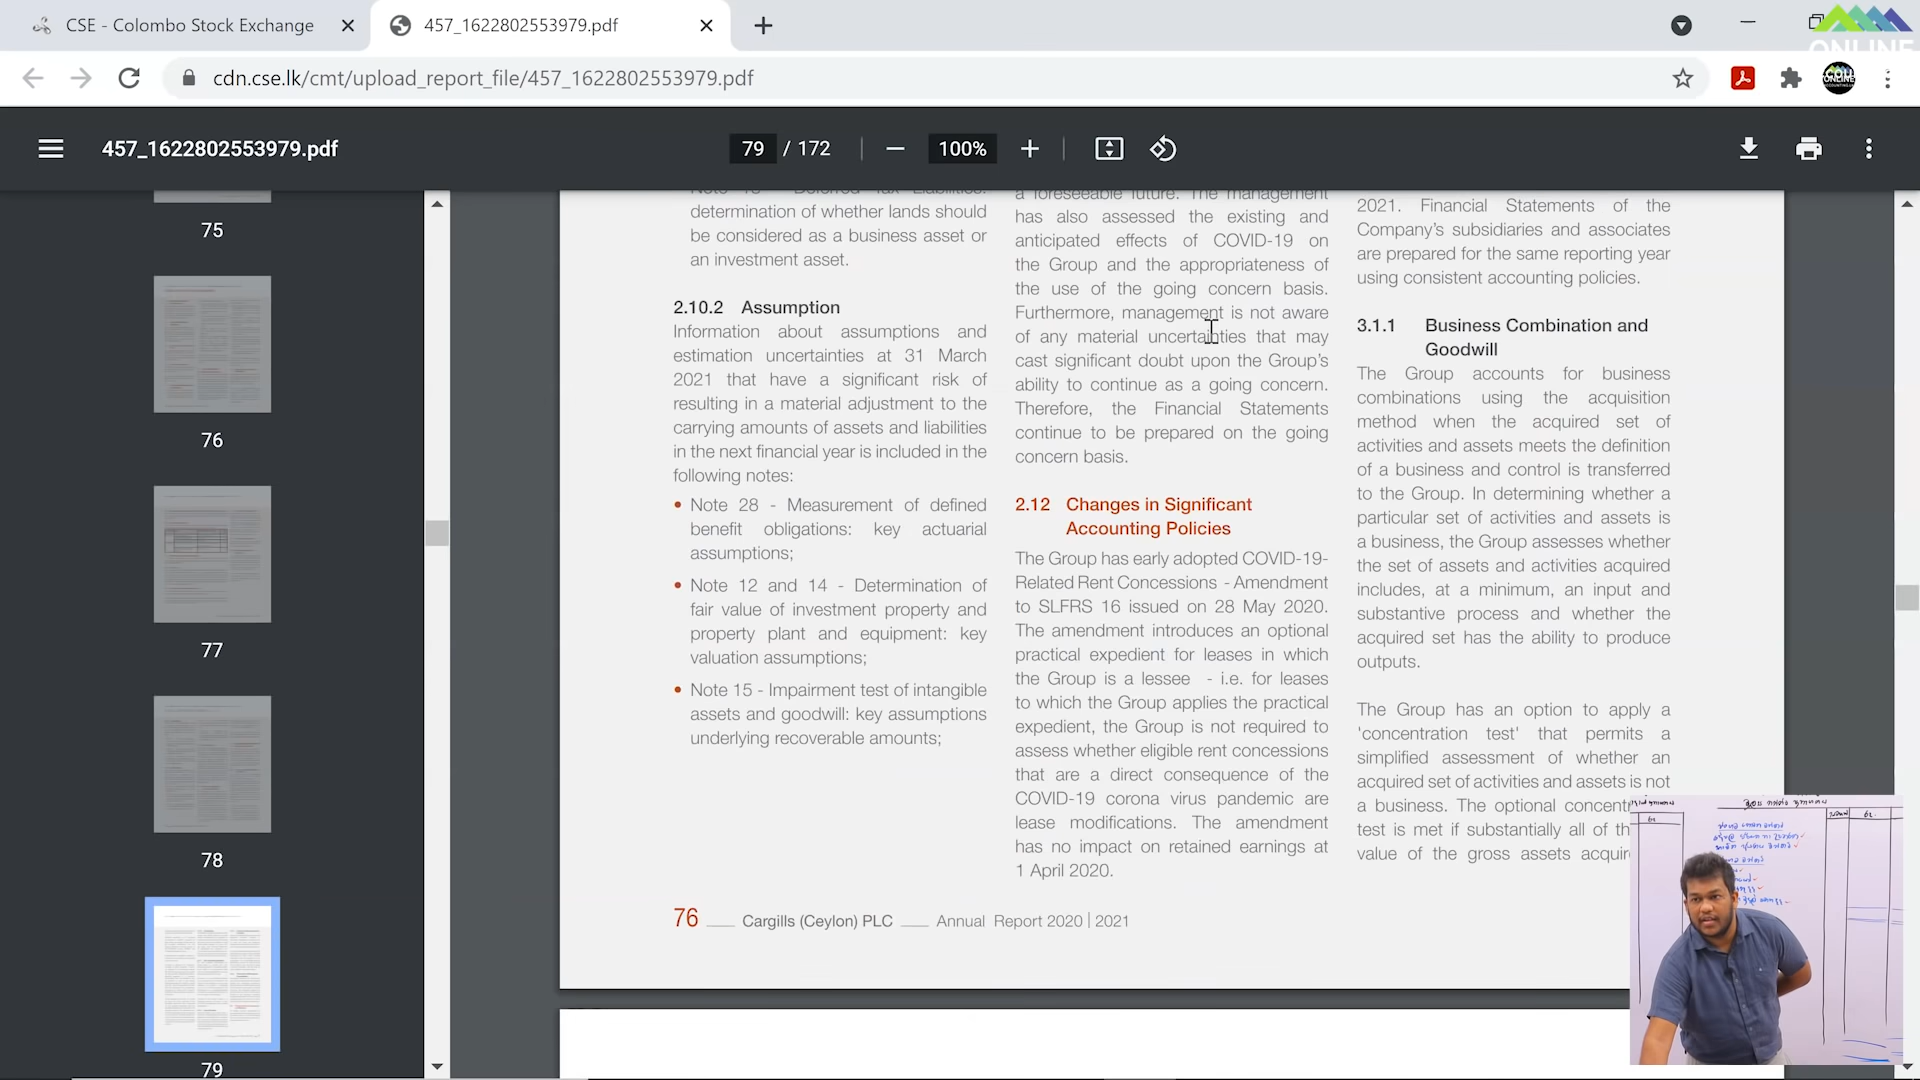 CSE - Colombo Stock Exchange
457_1622802553979.pdf
ONLINE
cdn.cse.lk/cmt/upload_report_file/457_1622802553979.pdf
457_1622802553979.pdf
79 / 172
100%
75
76
77
78
79
determination of whether lands should
be considered as a business asset or
an investment asset.
2.10.2 Assumption
Information about assumptions and
estimation uncertainties at 31 March
2021 that have a significant risk of
resulting in a material adjustment to the
carrying amounts of assets and liabilities
in the next financial year is included in the
following notes:
• Note 28 - Measurement of defined
benefit obligations: key actuarial
assumptions;
• Note 12 and 14 - Determination of
fair value of investment property and
property plant and equipment: key
valuation assumptions;
• Note 15 - Impairment test of intangible
assets and goodwill: key assumptions
underlying recoverable amounts;
a foreseeable future. The management
has also assessed the existing and
anticipated effects of COVID-19 on
the Group and the appropriateness of
the use of the going concern basis.
Furthermore, management is not aware
of any material uncertainties that may
cast significant doubt upon the Group's
ability to continue as a going concern.
Therefore, the Financial Statements
continue to be prepared on the going
concern basis.
2.12 Changes in Significant
Accounting Policies
The Group has early adopted COVID-19-
Related Rent Concessions - Amendment
to SLFRS 16 issued on 28 May 2020.
The amendment introduces an optional
practical expedient for leases in which
the Group is a lessee - i.e. for leases
to which the Group applies the practical
expedient, the Group is not required to
assess whether eligible rent concessions
that are a direct consequence of the
COVID-19 corona virus pandemic are
lease modifications. The amendment
has no impact on retained earnings at
1 April 2020.
2021. Financial Statements of the
Company's subsidiaries and associates
are prepared for the same reporting year
using consistent accounting policies.
3.1.1 Business Combination and
Goodwill
The Group accounts for business
combinations using the acquisition
method when the acquired set of
activities and assets meets the definition
of a business and control is transferred
to the Group. In determining whether a
particular set of activities and assets is
a business, the Group assesses whether
the set of assets and activities acquired
includes, at a minimum, an input and
substantive process and whether the
acquired set has the ability to produce
outputs.
The Group has an option to apply a
'concentration test' that permits a
simplified assessment of whether an
acquired set of activities and assets is not
a business. The optional concent
test is met if substantially all of th
value of the gross assets acquir
76 Cargills (Ceylon) PLC Annual Report 2020 | 2021